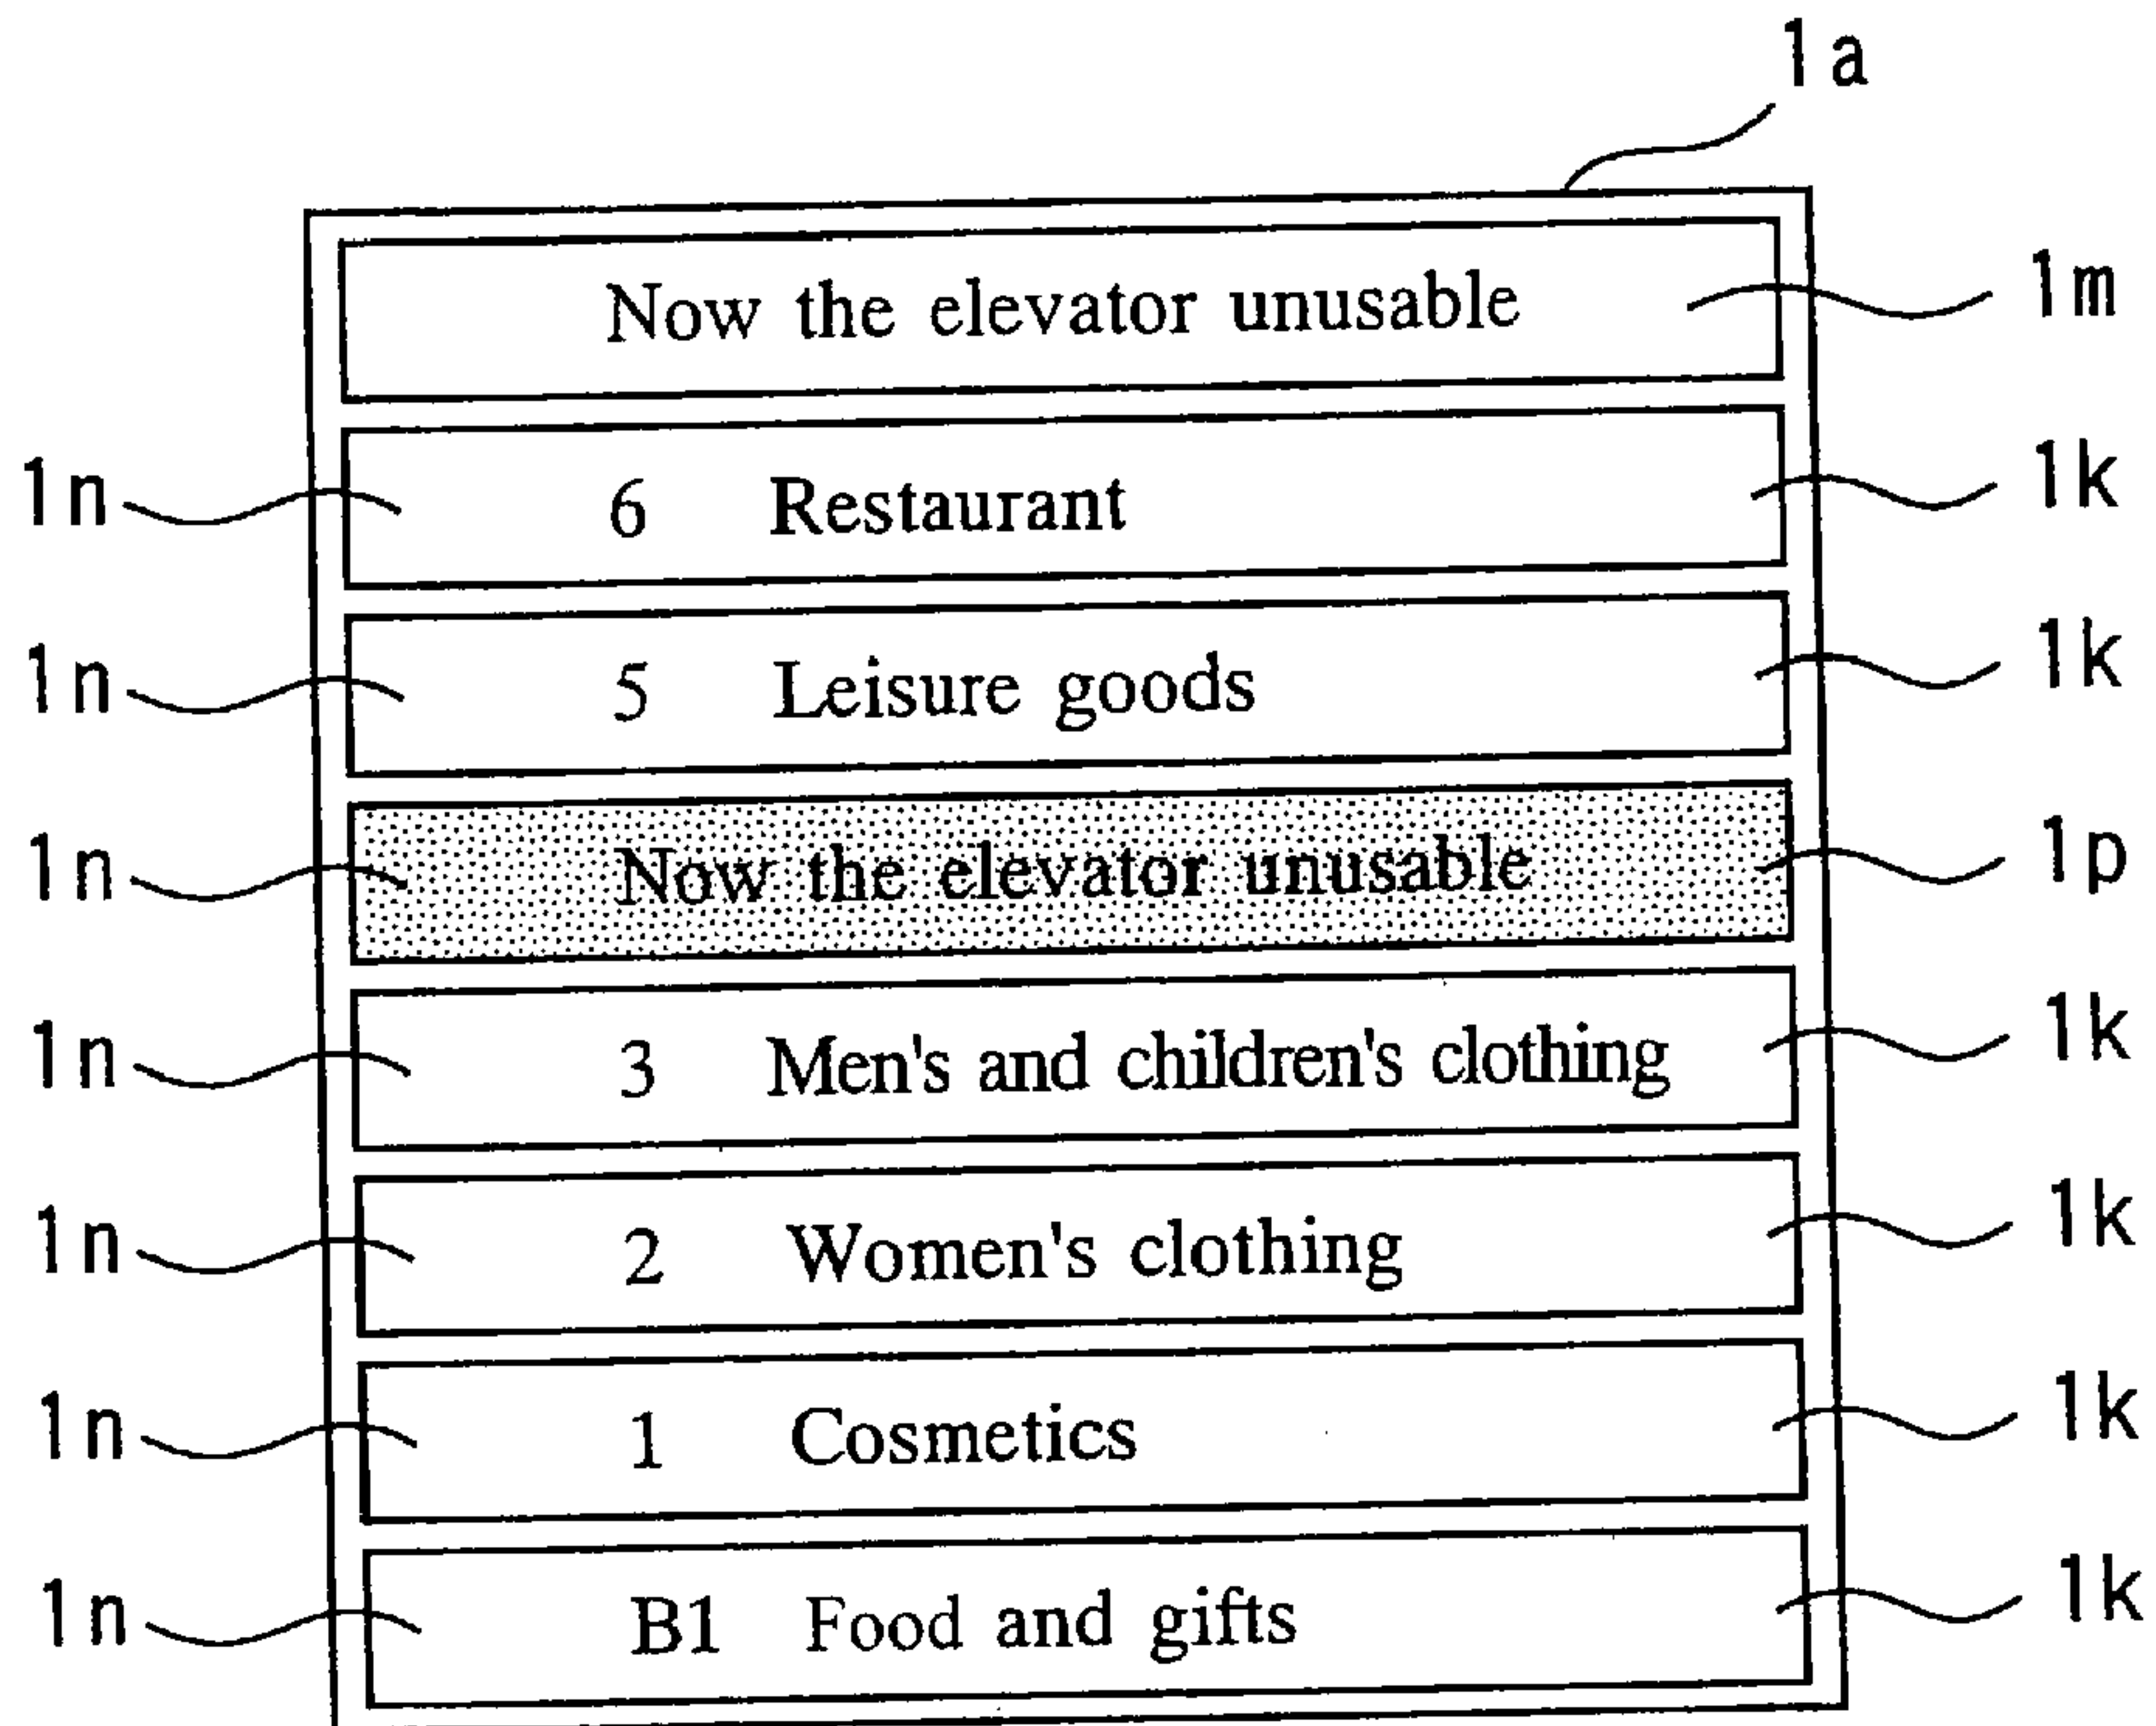 1a
Now the elevator unusable 1m
1n 6 Restaurant 1k
1n 5 Leisure goods 1k
1n Now the elevator unusable 1p
1n 3 Men's and children's clothing 1k
1n 2 Women's clothing 1k
1n 1 Cosmetics 1k
1n B1 Food and gifts 1k